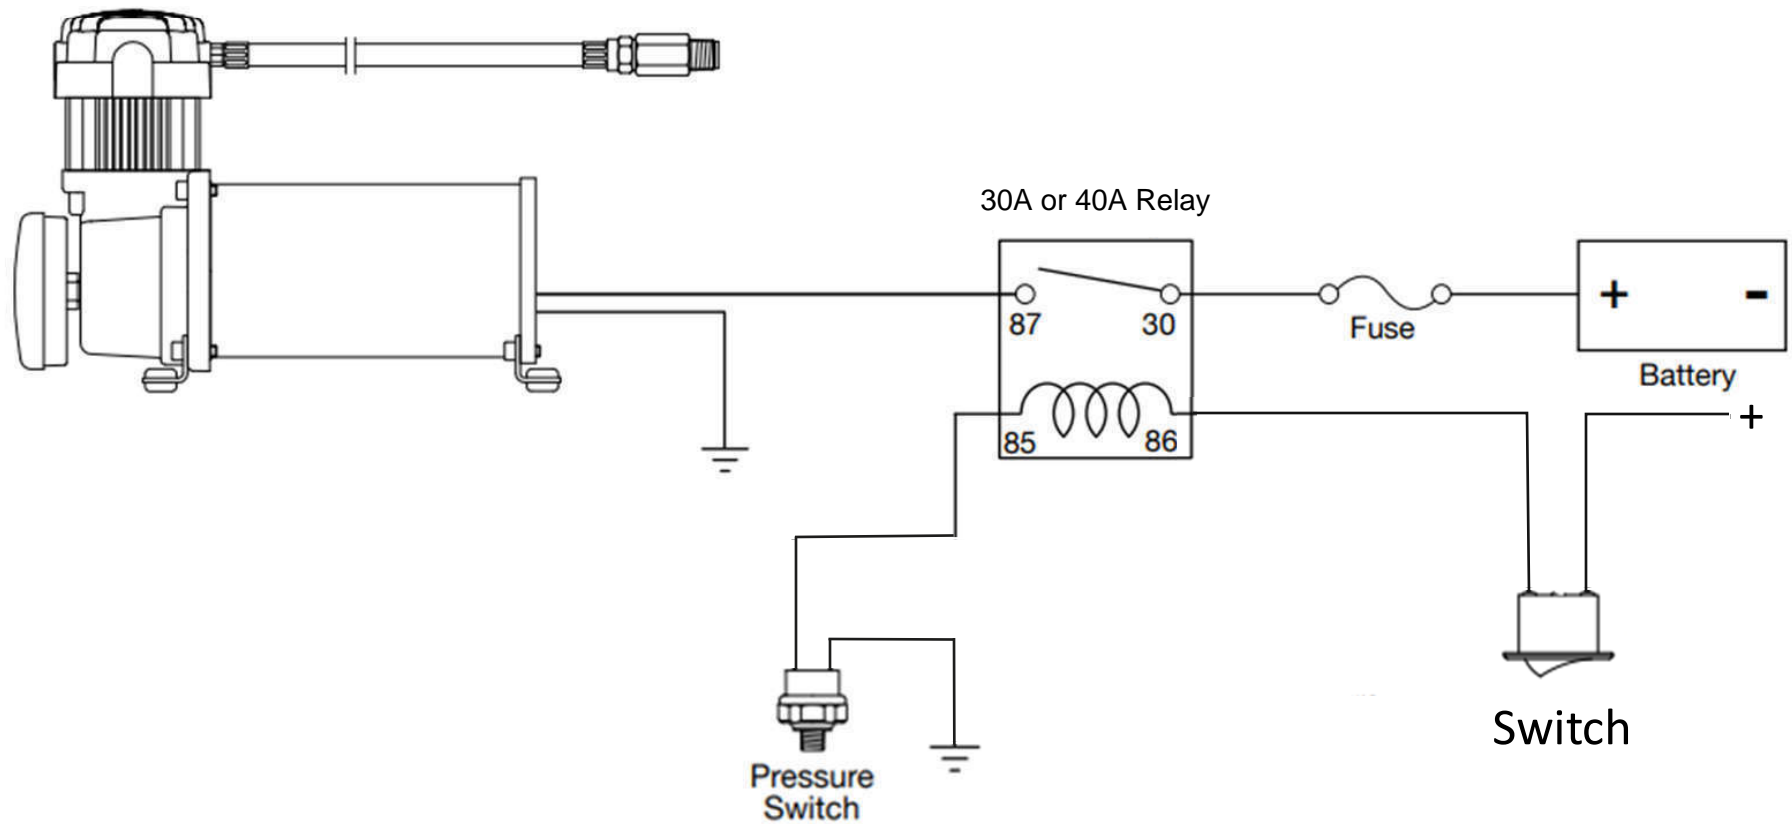 30A or 40A Relay
87
30
Fuse
+ -
Battery
+
85
86
Switch
Pressure
Switch